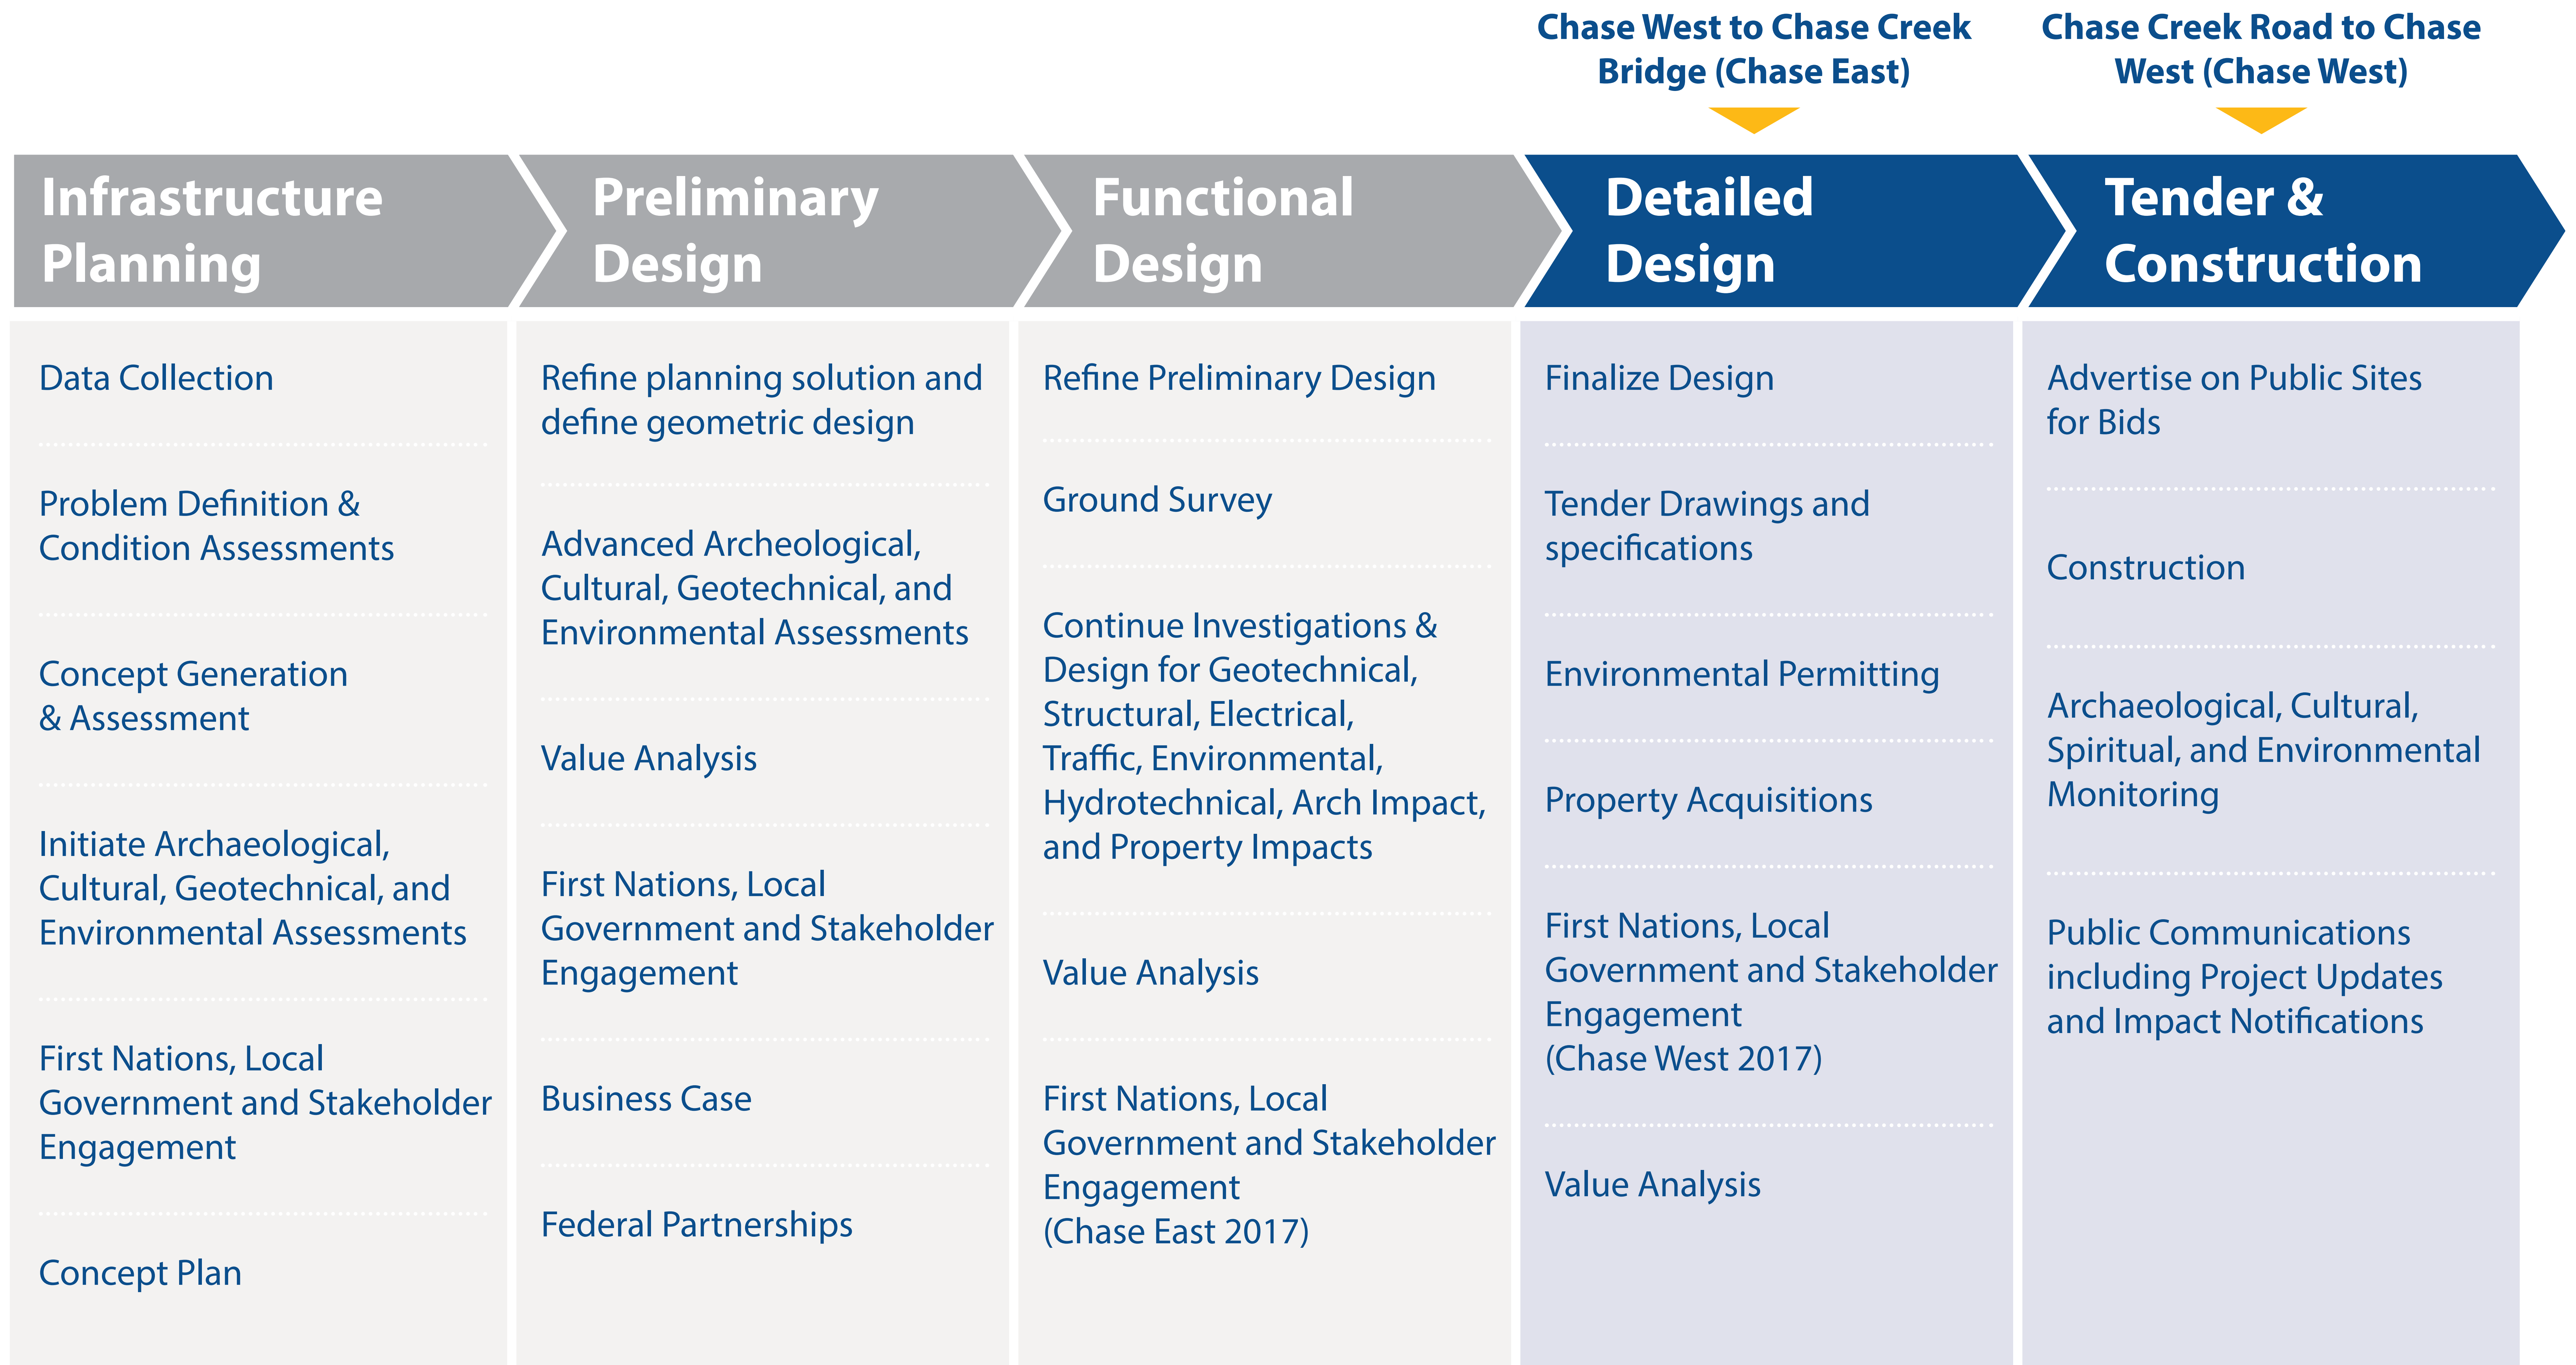 Chase West to Chase Creek
Bridge (Chase East)
Chase Creek Road to Chase
West (Chase West)
Infrastructure
Planning
Data Collection
Problem Definition &
Condition Assessments
Concept Generation
& Assessment
Initiate Archaeological,
Cultural, Geotechnical, and
Environmental Assessments
First Nations, Local
Government and Stakeholder
Engagement
Concept Plan
Preliminary
Design
Refine planning solution and
define geometric design
Advanced Archeological,
Cultural, Geotechnical, and
Environmental Assessments
Value Analysis
First Nations, Local
Government and Stakeholder
Engagement
Business Case
Federal Partnerships
Functional
Design
Refine Preliminary Design
Ground Survey
Continue Investigations &
Design for Geotechnical,
Structural, Electrical,
Traffic, Environmental,
Hydrotechnical, Arch Impact,
and Property Impacts
Value Analysis
First Nations, Local
Government and Stakeholder
Engagement
(Chase East 2017)
Detailed
Design
Finalize Design
Tender Drawings and
specifications
Environmental Permitting
Property Acquisitions
First Nations, Local
Government and Stakeholder
Engagement
(Chase West 2017)
Value Analysis
Tender &
Construction
Advertise on Public Sites
for Bids
Construction
Archaeological, Cultural,
Spiritual, and Environmental
Monitoring
Public Communications
including Project Updates
and Impact Notifications